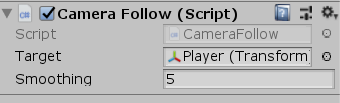 Camera Follow (Script)
Script CameraFollow
Target Player (Transform)
Smoothing 5